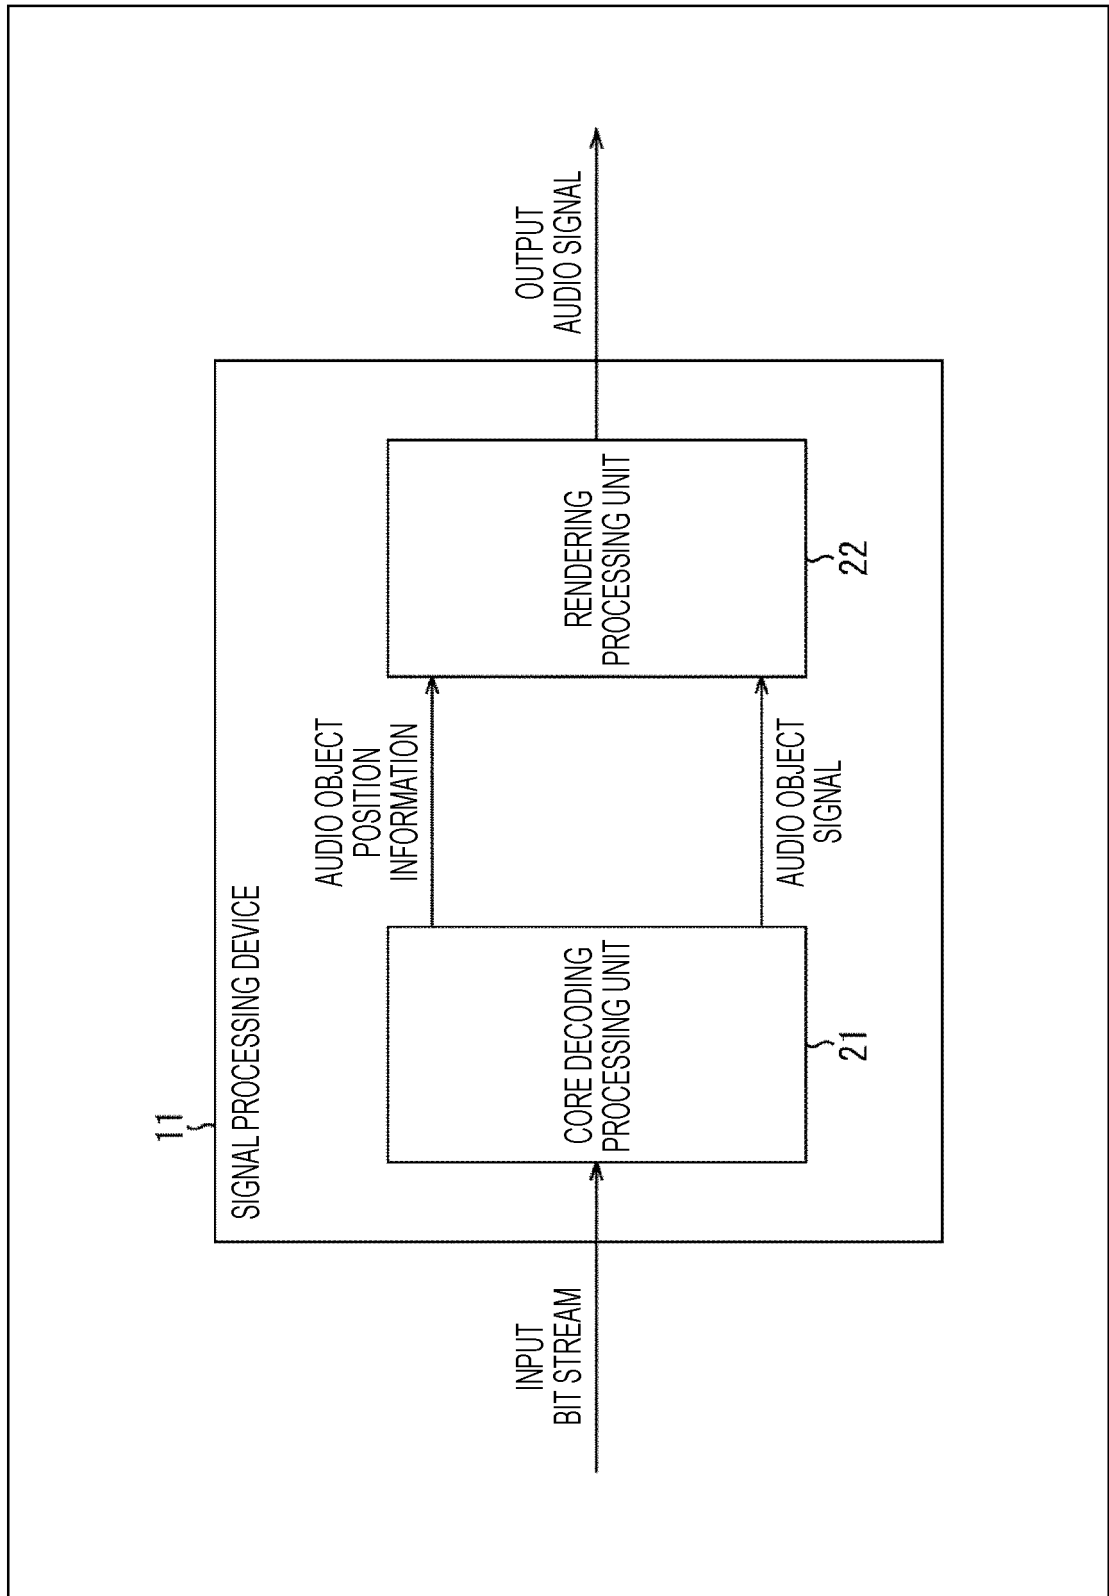 11
SIGNAL PROCESSING DEVICE
INPUT
BIT STREAM
CORE DECODING
PROCESSING UNIT
21
AUDIO OBJECT
POSITION
INFORMATION
AUDIO OBJECT
SIGNAL
RENDERING
PROCESSING UNIT
22
OUTPUT
AUDIO SIGNAL